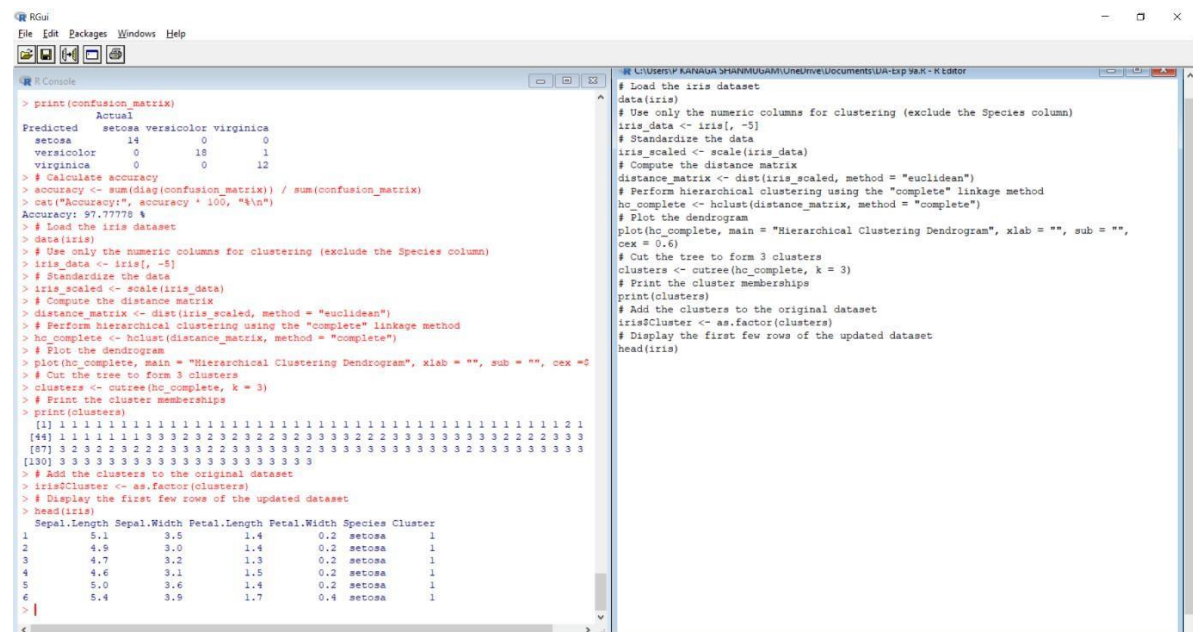 RGui
File Edit Packages Windows Help
R Console
> print(confusion_matrix)
Actual
Predicted setosa versicolor virginica
setosa 14 0 0
versicolor 0 18 1
virginica 0 0 12
> # Calculate accuracy
> accuracy <- sum(diag(confusion_matrix)) / sum(confusion_matrix)
> cat("Accuracy:", accuracy * 100, "%\n")
Accuracy: 97.77778 %
> # Load the iris dataset
> data(iris)
> # Use only the numeric columns for clustering (exclude the Species column)
> iris_data <- iris[, -5]
> # Standardize the data
> iris_scaled <- scale(iris_data)
> # Compute the distance matrix
> distance_matrix <- dist(iris_scaled, method = "euclidean")
> # Perform hierarchical clustering using the "complete" linkage method
> hc_complete <- hclust(distance_matrix, method = "complete")
> # Plot the dendrogram
> plot(hc_complete, main = "Hierarchical Clustering Dendrogram", xlab = "", sub = "", cex =$
> # Cut the tree to form 3 clusters
> clusters <- cutree(hc_complete, k = 3)
> # Print the cluster memberships
> print(clusters)
[1] 1 1 1 1 1 1 1 1 1 1 1 1 1 1 1 1 1 1 1 1 1 1 1 1 1 1 1 1 1 1 1 1 1 1 1 1 1 1 1 1 1 2 1
[44] 1 1 1 1 1 1 1 3 3 3 2 3 2 3 2 3 2 2 3 2 3 3 3 3 2 2 2 3 3 3 3 3 3 3 3 3 2 2 2 2 3 3 3
[87] 3 2 3 2 2 3 2 2 2 3 3 3 2 2 3 3 3 3 3 3 2 3 3 3 3 3 3 3 3 3 3 3 3 2 3 3 3 3 3 3 3 3 3
[130] 3 3 3 3 3 3 3 3 3 3 3 3 3 3 3 3 3 3 3 3 3
> # Add the clusters to the original dataset
> iris$Cluster <- as.factor(clusters)
> # Display the first few rows of the updated dataset
> head(iris)
Sepal.Length Sepal.Width Petal.Length Petal.Width Species Cluster
1 5.1 3.5 1.4 0.2 setosa 1
2 4.9 3.0 1.4 0.2 setosa 1
3 4.7 3.2 1.3 0.2 setosa 1
4 4.6 3.1 1.5 0.2 setosa 1
5 5.0 3.6 1.4 0.2 setosa 1
6 5.4 3.9 1.7 0.4 setosa 1
>
C:\Users\P KANAGA SHANMUGAM\OneDrive\Documents\DA-Exp 9a.R - R Editor
# Load the iris dataset
data(iris)
# Use only the numeric columns for clustering (exclude the Species column)
iris_data <- iris[, -5]
# Standardize the data
iris_scaled <- scale(iris_data)
# Compute the distance matrix
distance_matrix <- dist(iris_scaled, method = "euclidean")
# Perform hierarchical clustering using the "complete" linkage method
hc_complete <- hclust(distance_matrix, method = "complete")
# Plot the dendrogram
plot(hc_complete, main = "Hierarchical Clustering Dendrogram", xlab = "", sub = "",
cex = 0.6)
# Cut the tree to form 3 clusters
clusters <- cutree(hc_complete, k = 3)
# Print the cluster memberships
print(clusters)
# Add the clusters to the original dataset
iris$Cluster <- as.factor(clusters)
# Display the first few rows of the updated dataset
head(iris)